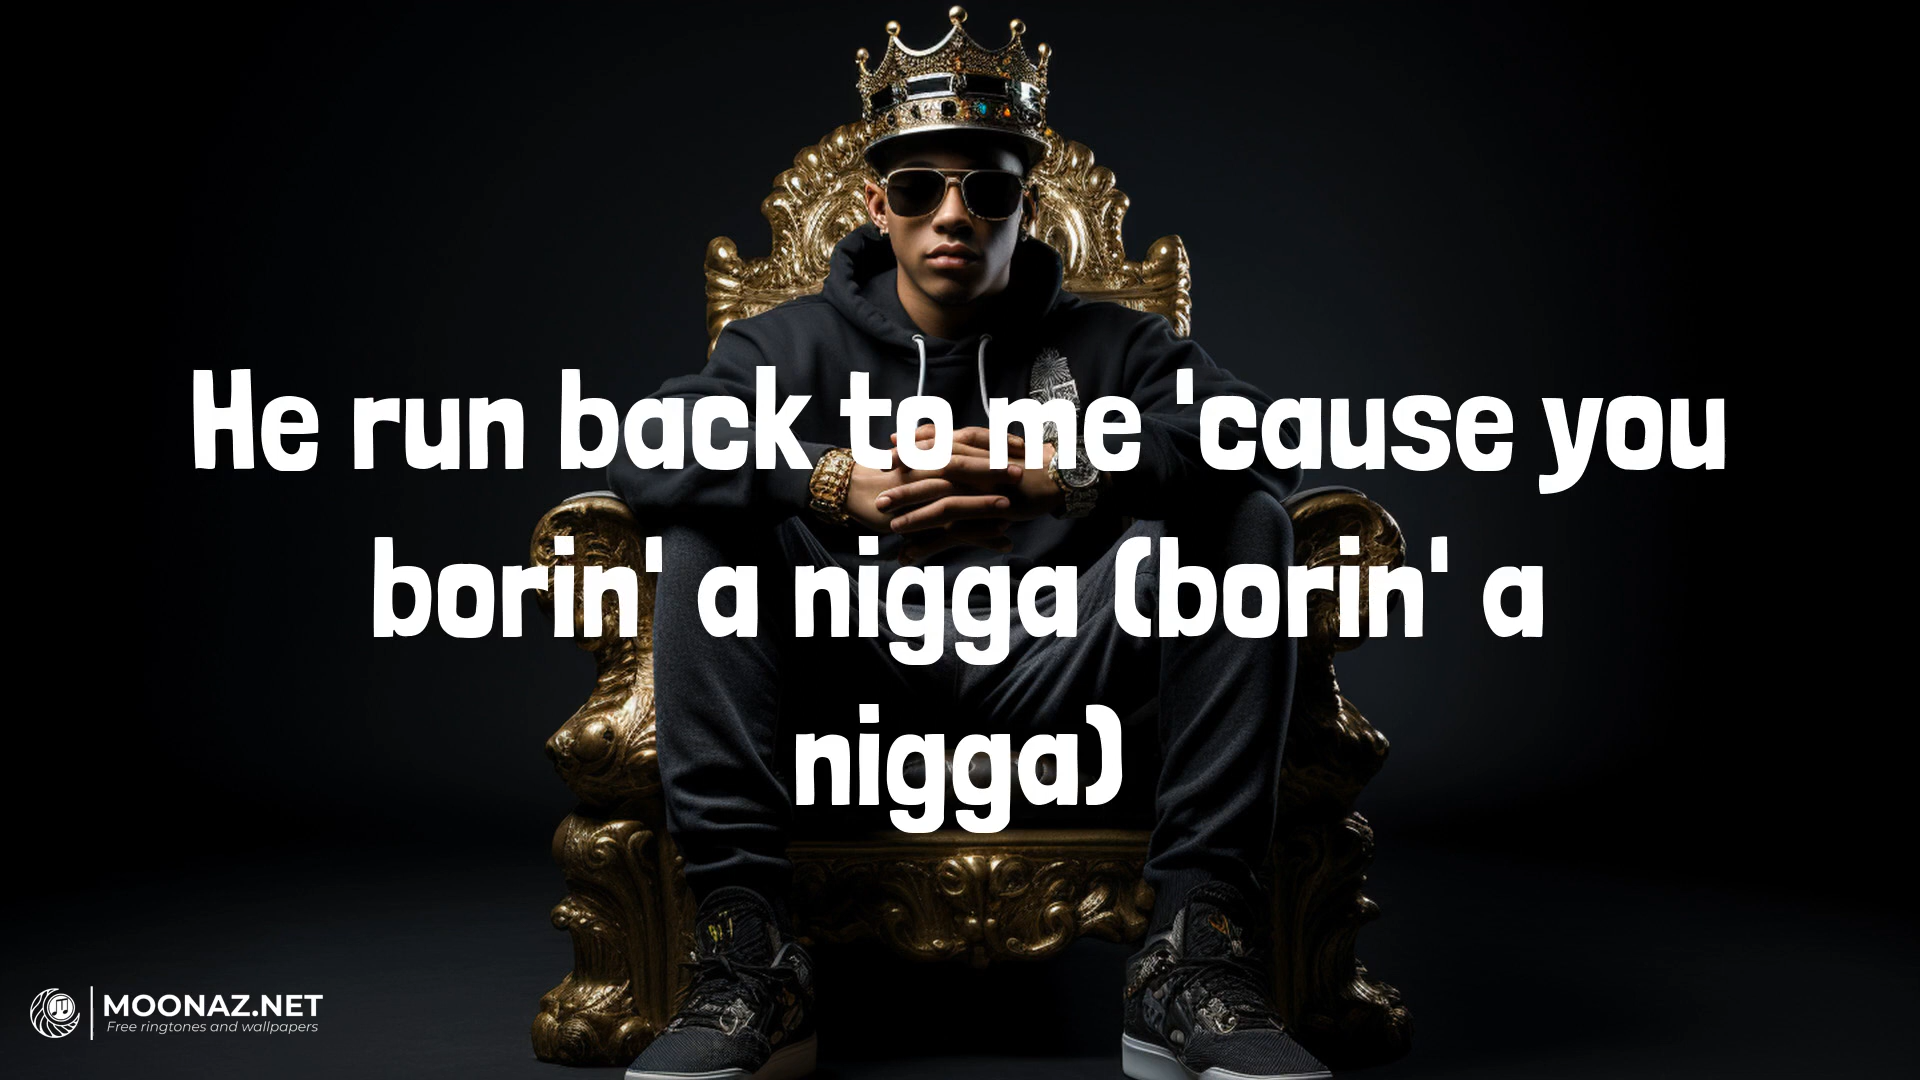 He run back to me 'cause you
borin' a nigga (borin' a
nigga)
MOONAZ.NET
Free ringtones and wallpapers